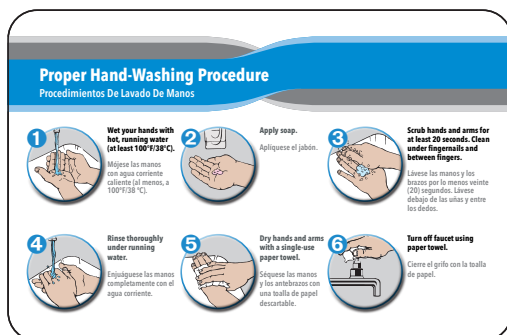 Proper Hand-Washing Procedure
Procedimientos De Lavado De Manos
1
Wet your hands with
hot, running water
(at least 100°F/38°C).
Mójese las manos
con agua corriente
caliente (al menos, a
100°F/38 °C).
2
Apply soap.
Aplíquese el jabón.
3
Scrub hands and arms for
at least 20 seconds. Clean
under fingernails and
between fingers.
Lávese las manos y los
brazos por lo menos veinte
(20) segundos. Lávese
debajo de las uñas y entre
los dedos.
4
Rinse thoroughly
under running
water.
Enjuáguese las manos
completamente con el
agua corriente.
5
Dry hands and arms
with a single-use
paper towel.
Séquese las manos
y los antebrazos con
una toalla de papel
descartable.
6
Turn off faucet using
paper towel.
Cierre el grifo con la toalla
de papel.